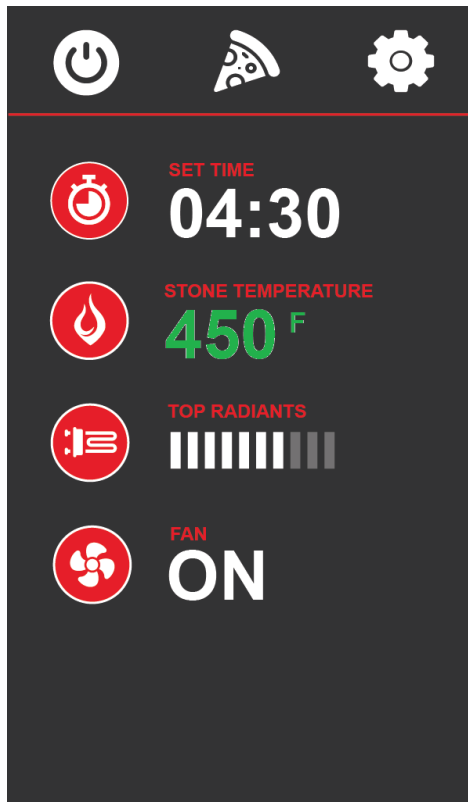 SET TIME
04:30
STONE TEMPERATURE
450 F
TOP RADIANTS
FAN
ON